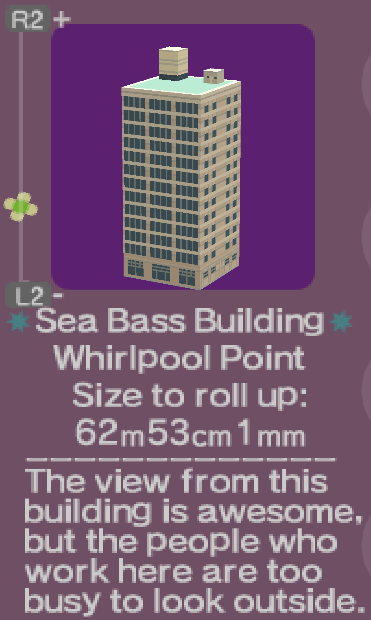 R2 +
L2 -
Sea Bass Building
Whirlpool Point
Size to roll up:
62m53cm1mm
The view from this
building is awesome,
but the people who
work here are too
busy to look outside.